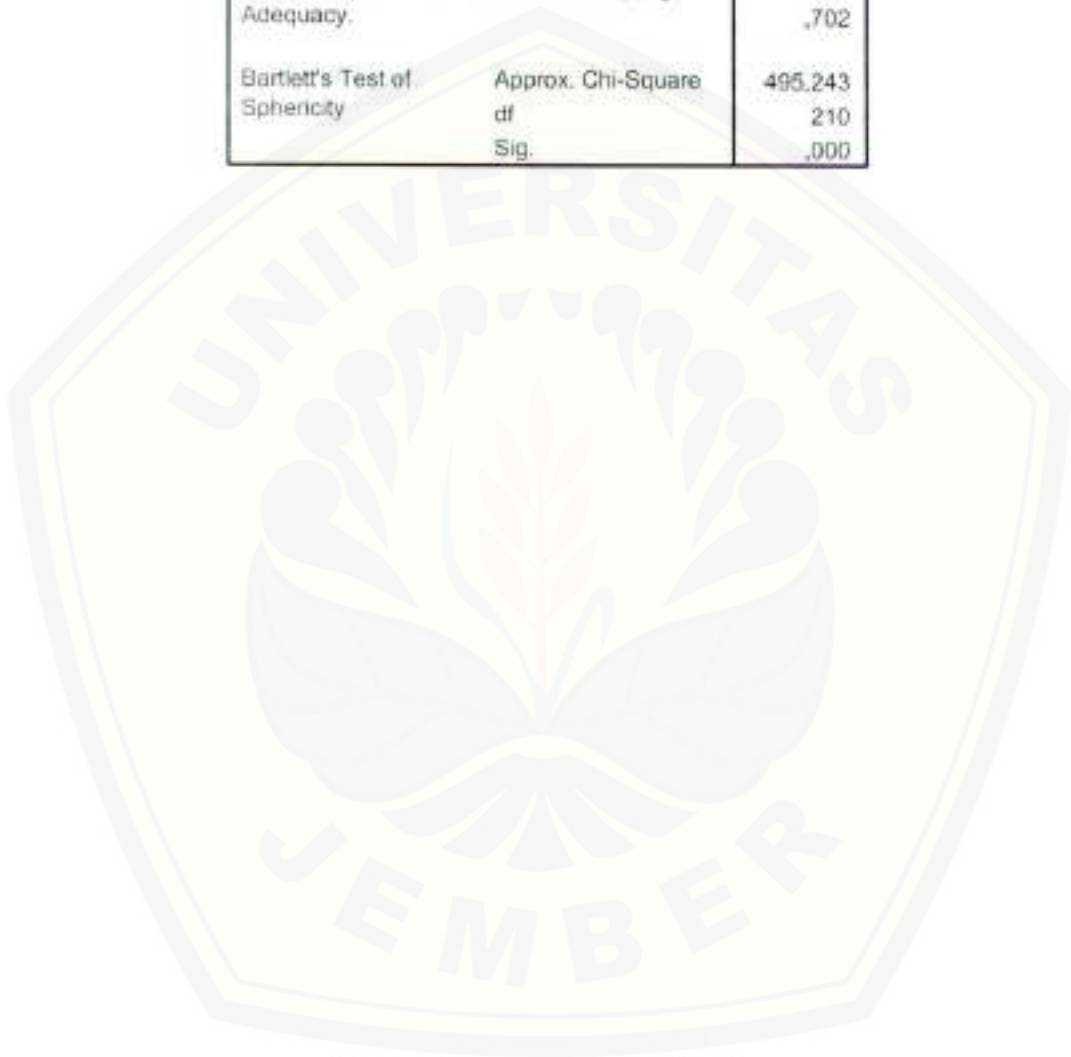 Adequacy. ,702
Bartlett's Test of Approx. Chi-Square 495,243
Sphericity df 210
Sig. ,000
UNIVERSITAS
JEMBER